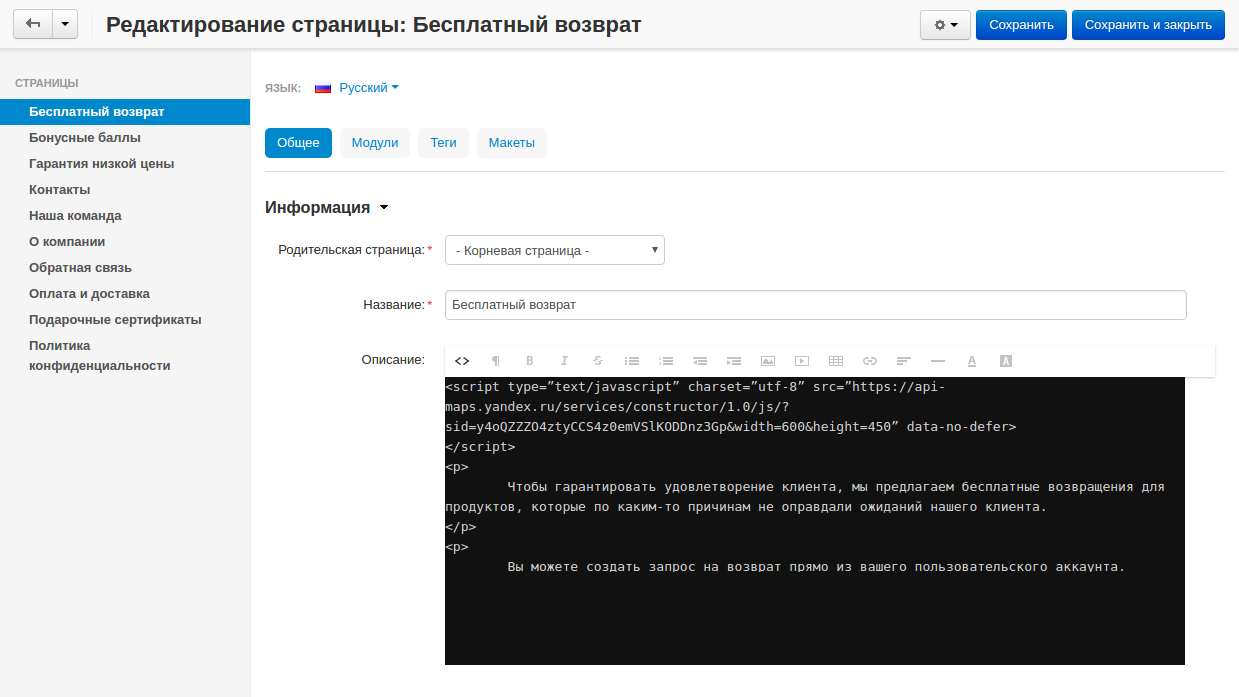 Редактирование страницы: Бесплатный возврат
Сохранить
Сохранить и закрыть
СТРАНИЦЫ
Бесплатный возврат
Бонусные баллы
Гарантия низкой цены
Контакты
Наша команда
О компании
Обратная связь
Оплата и доставка
Подарочные сертификаты
Политика
конфиденциальности
ЯЗЫК: Русский
Общее Модули Теги Макеты
Информация
Родительская страница:* - Корневая страница -
Название:* Бесплатный возврат
Описание:
<script type=”text/javascript” charset=”utf-8” src=”https://api-
maps.yandex.ru/services/constructor/1.0/js/?
sid=y4oQZZZO4ztyCCS4z0emVSlKODDnz3Gp&width=600&height=450” data-no-defer>
</script>
<p>
Чтобы гарантировать удовлетворение клиента, мы предлагаем бесплатные возвращения для
продуктов, которые по каким-то причинам не оправдали ожиданий нашего клиента.
</p>
<p>
Вы можете создать запрос на возврат прямо из вашего пользовательского аккаунта.